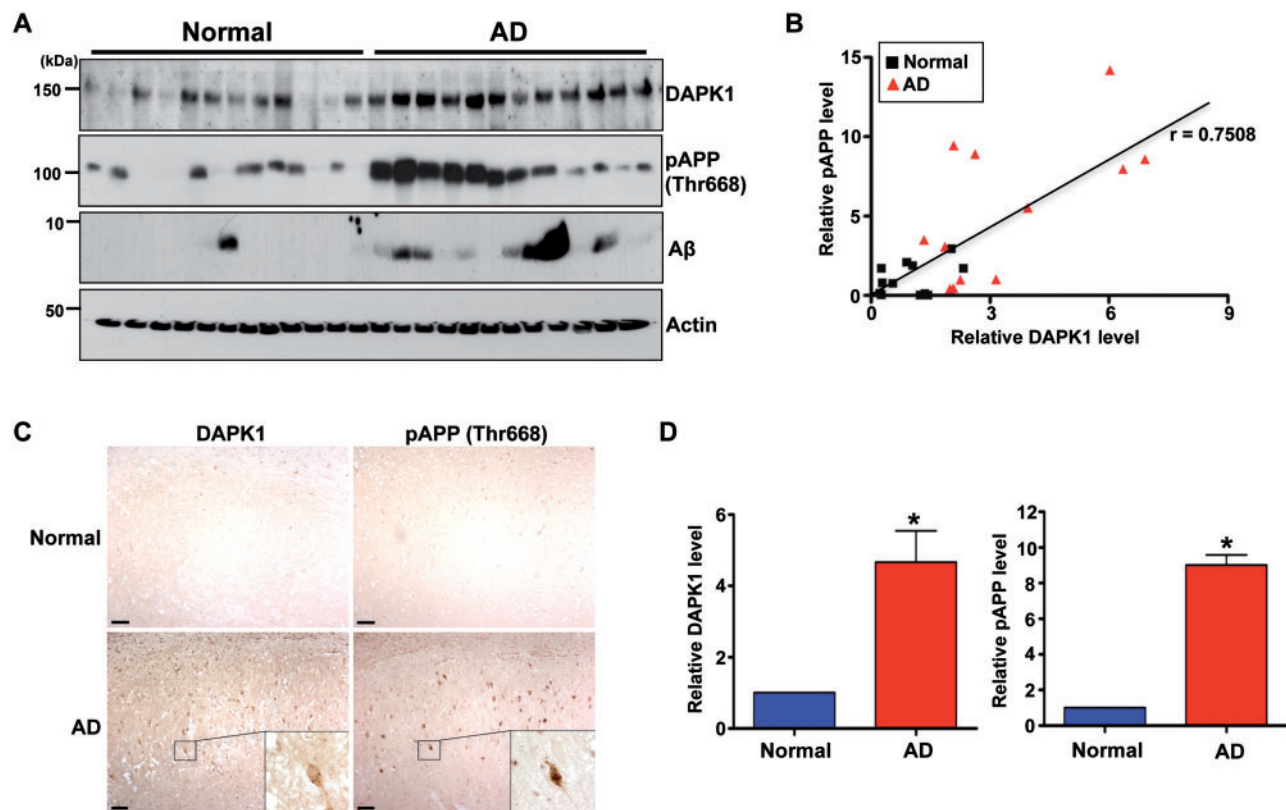 A
Normal AD
(kDa)
150
DAPK1
100
pAPP
(Thr668)
10
Aβ
50
Actin
B
15
10
5
0
Relative pAPP level
Normal
AD
r = 0.7508
0 3 6 9
Relative DAPK1 level
C
DAPK1 pAPP (Thr668)
Normal
AD
D
6
4
2
0
Relative DAPK1 level
*
Normal AD
12
10
8
6
4
2
0
Relative pAPP level
*
Normal AD